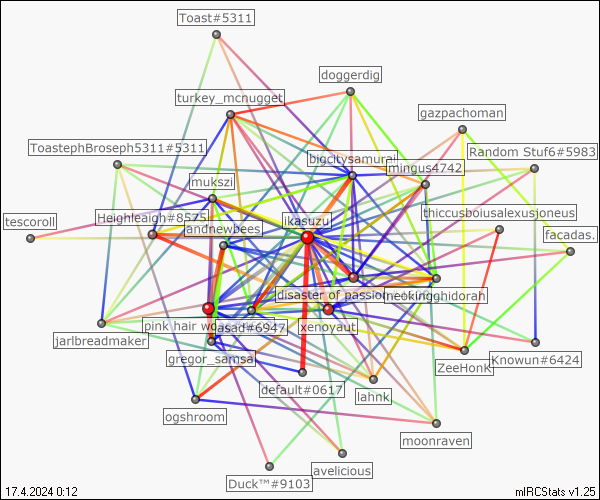 Toast#5311
doggerdig
turkey_mcnugget
gazpachoman
ToastephBroseph5311#5311
Random Stuf6#5983
bigcitysamurai
mingus4742
mukszi
thiccusboiusalexusjoneus
tescoroll
Heighleaigh#8575
ikasuzu
andnewbees
facadas.
disaster of passion
neckingghidorah
pink hair
dasad#6947
xenoyaut
jarlbreadmaker
gregor_samsa
ZeeHonk
Knowun#6424
default#0617
lahnk
ogshroom
moonraven
avelicious
Duck™#9103
17.4.2024 0:12
mIRCStats v1.25